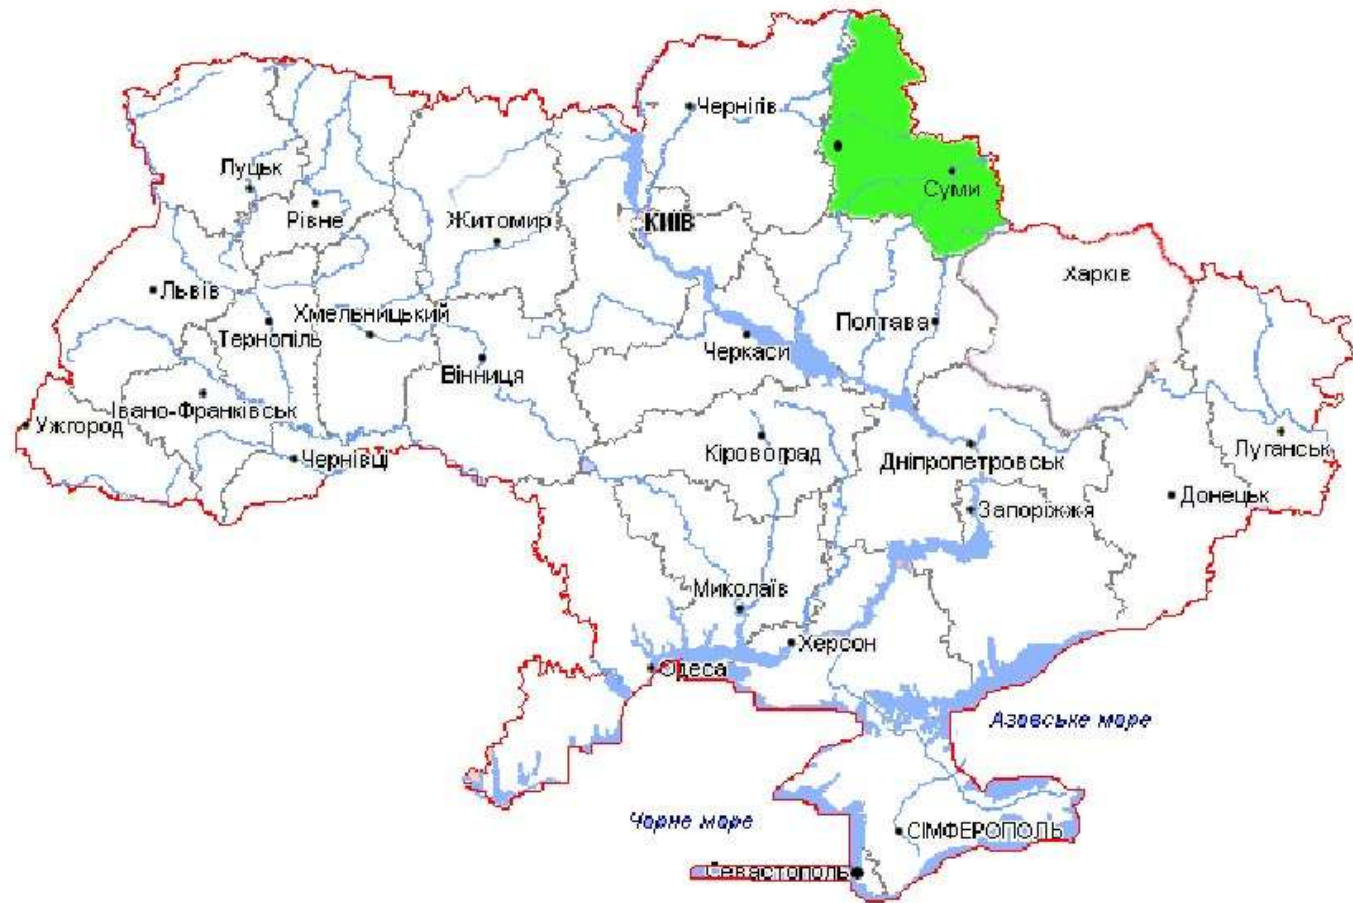 Чернігів
Луцьк
Суми
Рівне
Житомир
КИЇВ
Харків
Львів
Хмельницький
Тернопіль
Полтава
Черкаси
Вінниця
Івано-Франківськ
Ужгород
Кіровоград
Луганськ
Чернівці
Дніпропетровськ
Донецьк
Запоріжжя
Миколаїв
Херсон
Одеса
Азовське море
Чорне море
СІМФЕРОПОЛЬ
Севастополь